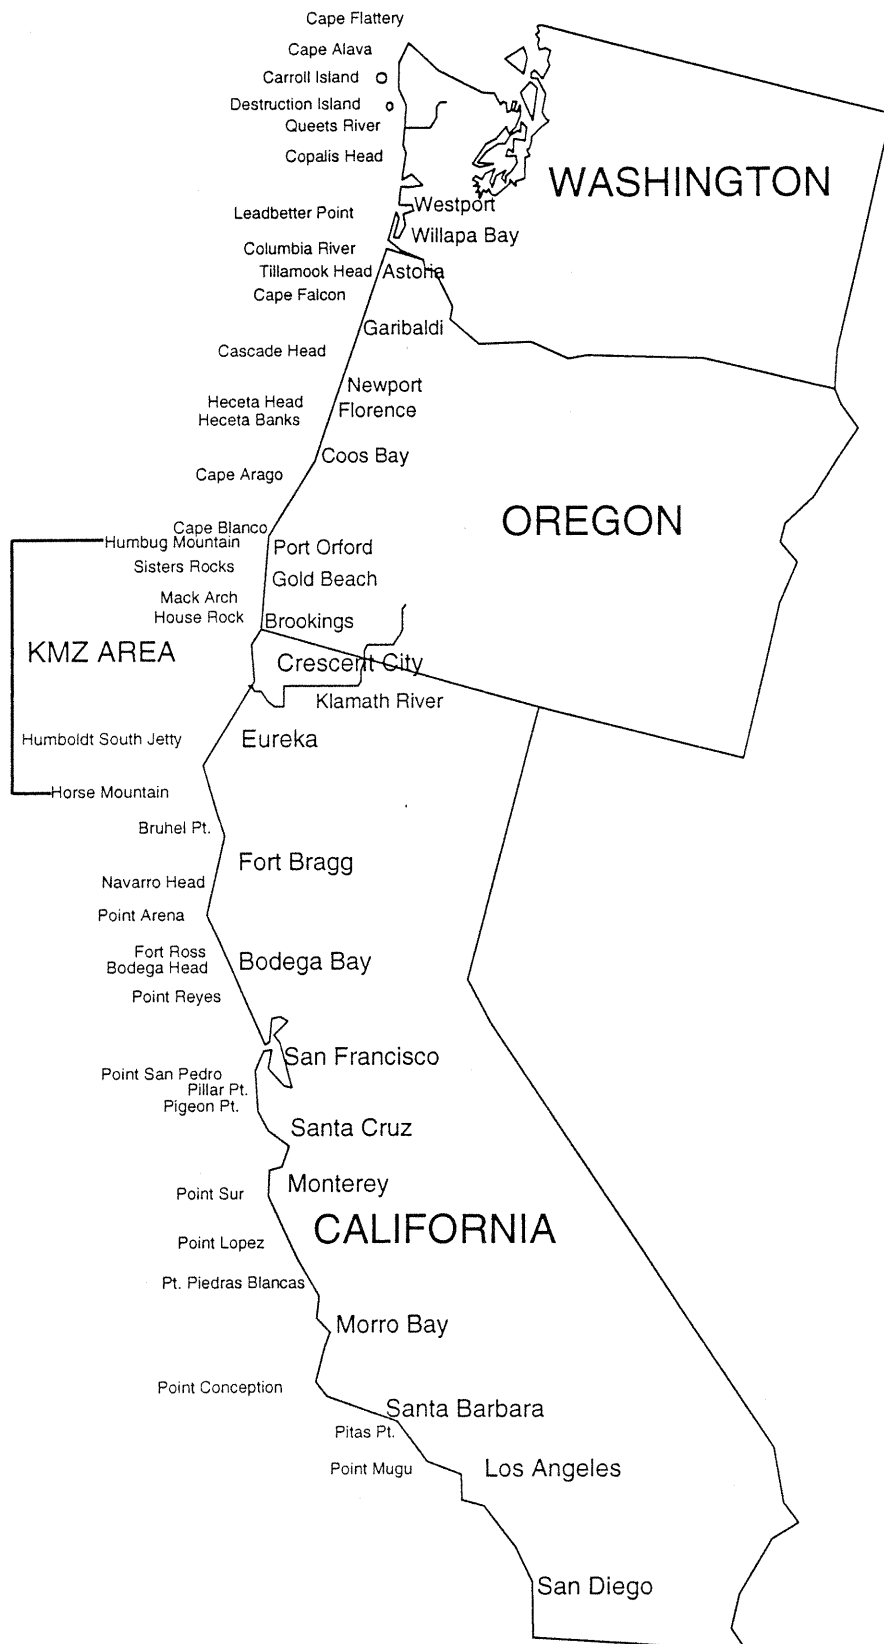 Cape Flattery
Cape Alava
Carroll Island
Destruction Island
Queets River
Copalis Head
WASHINGTON
Westport
Leadbetter Point
Willapa Bay
Columbia River
Tillamook Head
Astoria
Cape Falcon
Garibaldi
Cascade Head
Newport
Heceta Head
Florence
Heceta Banks
Coos Bay
Cape Arago
OREGON
Cape Blanco
Humbug Mountain
Port Orford
Sisters Rocks
Gold Beach
Mack Arch
House Rock
Brookings
KMZ AREA
Crescent City
Klamath River
Humboldt South Jetty
Eureka
Horse Mountain
Bruhel Pt.
Fort Bragg
Navarro Head
Point Arena
Fort Ross
Bodega Bay
Bodega Head
Point Reyes
San Francisco
Point San Pedro
Pillar Pt.
Pigeon Pt.
Santa Cruz
Monterey
Point Sur
CALIFORNIA
Point Lopez
Pt. Piedras Blancas
Morro Bay
Point Conception
Santa Barbara
Pitas Pt.
Point Mugu
Los Angeles
San Diego